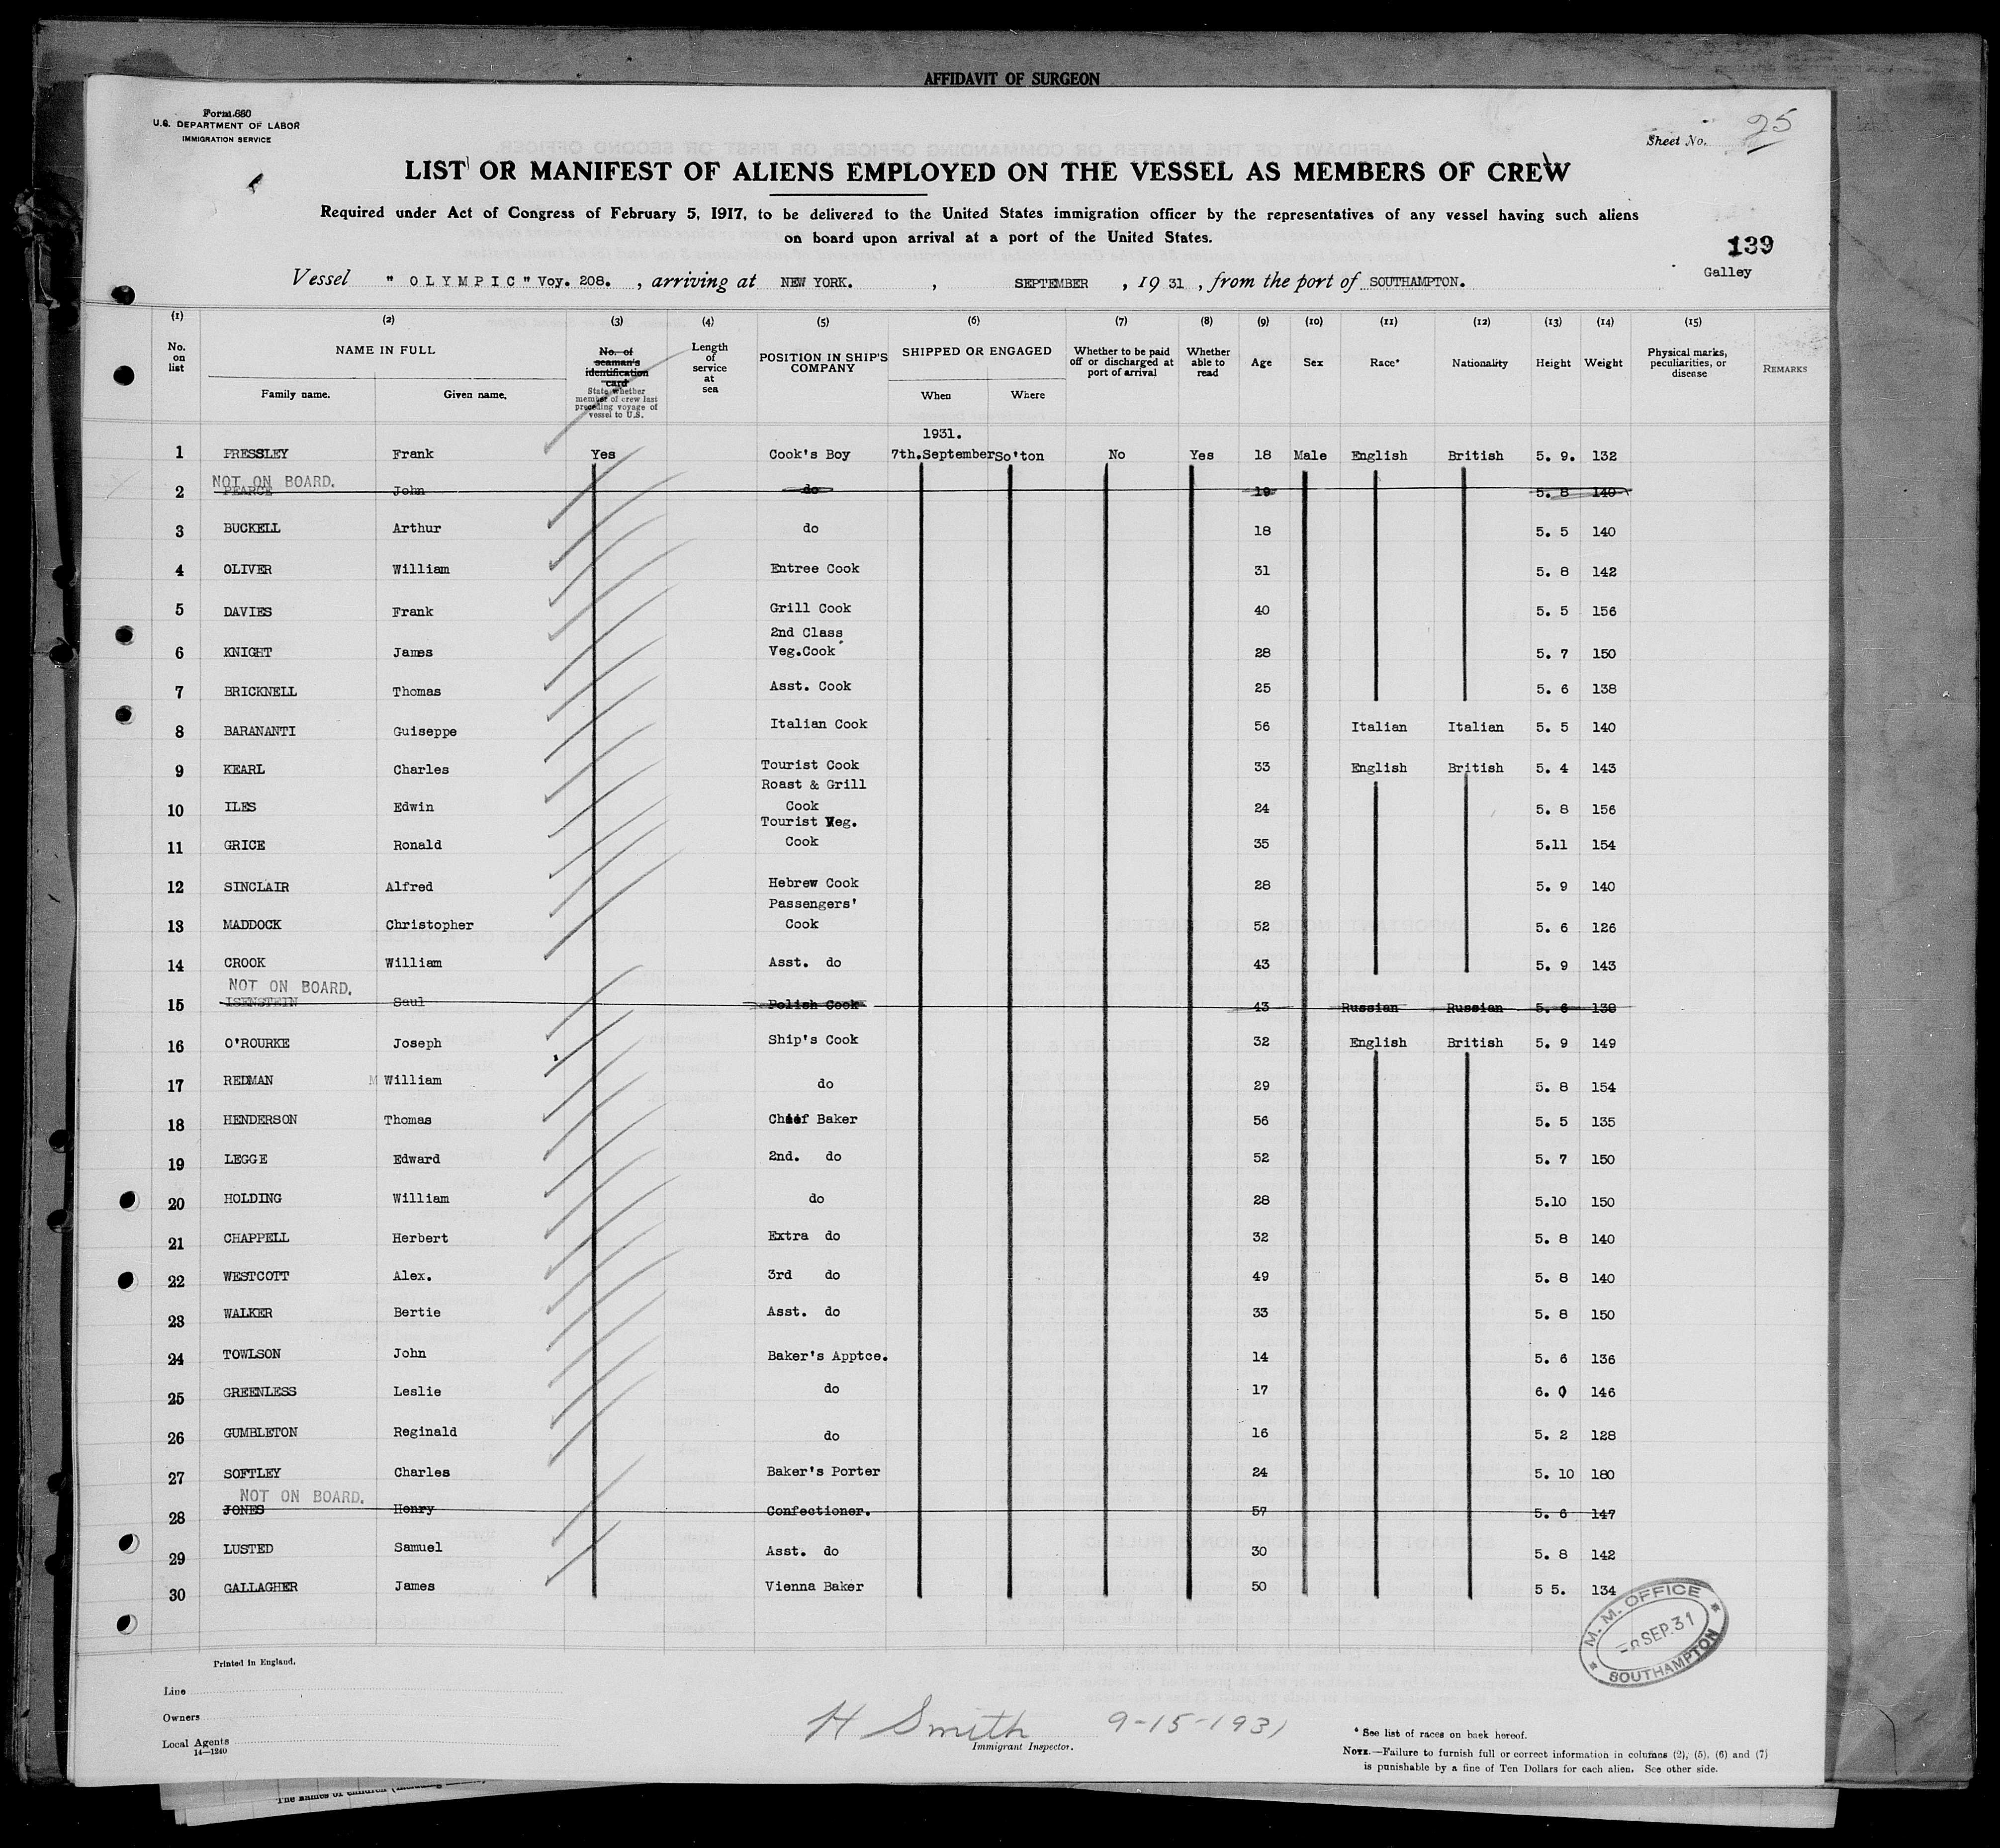 AFFIDAVIT OF SURGEON
Form 680
U.S. DEPARTMENT OF LABOR
IMMIGRATION SERVICE
Sheet No. 25
LIST OR MANIFEST OF ALIENS EMPLOYED ON THE VESSEL AS MEMBERS OF CREW
Required under Act of Congress of February 5, 1917, to be delivered to the United States immigration officer by the representatives of any vessel having such aliens
on board upon arrival at a port of the United States.
139
Galley
Vessel "OLYMPIC" Voy. 208. , arriving at NEW YORK. , SEPTEMBER , 19 31 , from the port of SOUTHAMPTON.
(1) (2) (3) (4) (5) (6) (7) (8) (9) (10) (11) (12) (13) (14) (15)
No. on list
NAME IN FULL
Family name. Given name.
No. of seaman's identification card
State whether member of crew last preceding voyage of vessel to U.S.
Length of service at sea
POSITION IN SHIP'S COMPANY
SHIPPED OR ENGAGED
When Where
Whether to be paid off or discharged at port of arrival
Whether able to read
Age Sex Race* Nationality Height Weight
Physical marks, peculiarities, or disease
REMARKS
1931.
1 PRESSLEY Frank Yes Cook's Boy 7th.September So'ton No Yes 18 Male English British 5. 9. 132
NOT ON BOARD.
2 PEARCE John do 19 5. 8 140
3 BUCKELL Arthur do 18 5. 5 140
4 OLIVER William Entree Cook 31 5. 8 142
5 DAVIES Frank Grill Cook 40 5. 5 156
2nd Class
6 KNIGHT James Veg.Cook 28 5. 7 150
7 BRICKNELL Thomas Asst. Cook 25 5. 6 138
8 BARANANTI Guiseppe Italian Cook 56 Italian Italian 5. 5 140
9 KEARL Charles Tourist Cook 33 English British 5. 4 143
Roast & Grill
10 ILES Edwin Cook 24 5. 8 156
Tourist Veg.
11 GRICE Ronald Cook 35 5.11 154
12 SINCLAIR Alfred Hebrew Cook 28 5. 9 140
Passengers'
13 MADDOCK Christopher Cook 52 5. 6 126
14 CROOK William Asst. do 43 5. 9 143
NOT ON BOARD.
15 ISENSTEIN Saul Polish Cook 43 Russian Russian 5. 6 138
16 O'ROURKE Joseph Ship's Cook 32 English British 5. 9 149
17 REDMAN M William do 29 5. 8 154
18 HENDERSON Thomas Chief Baker 56 5. 5 135
19 LEGGE Edward 2nd. do 52 5. 7 150
20 HOLDING William do 28 5.10 150
21 CHAPPELL Herbert Extra do 32 5. 8 140
22 WESTCOTT Alex. 3rd do 49 5. 8 140
23 WALKER Bertie Asst. do 33 5. 8 150
24 TOWLSON John Baker's Apptce. 14 5. 6 136
25 GREENLESS Leslie do 17 6. 0 146
26 GUMBLETON Reginald do 16 5. 2 128
27 SOFTLEY Charles Baker's Porter 24 5. 10 180
NOT ON BOARD.
28 JONES Henry Confectioner. 57 5. 6 147
29 LUSTED Samuel Asst. do 30 5. 8 142
30 GALLAGHER James Vienna Baker 50 5 5. 134
M. M. OFFICE
SEP. 31
SOUTHAMPTON
Printed in England.
Line
Owners
Local Agents
14—1240
H Smith 9-15-1931
Immigrant Inspector.
* See list of races on back hereof.
NOTE.—Failure to furnish full or correct information in columns (2), (5), (6) and (7)
is punishable by a fine of Ten Dollars for each alien. See other side.